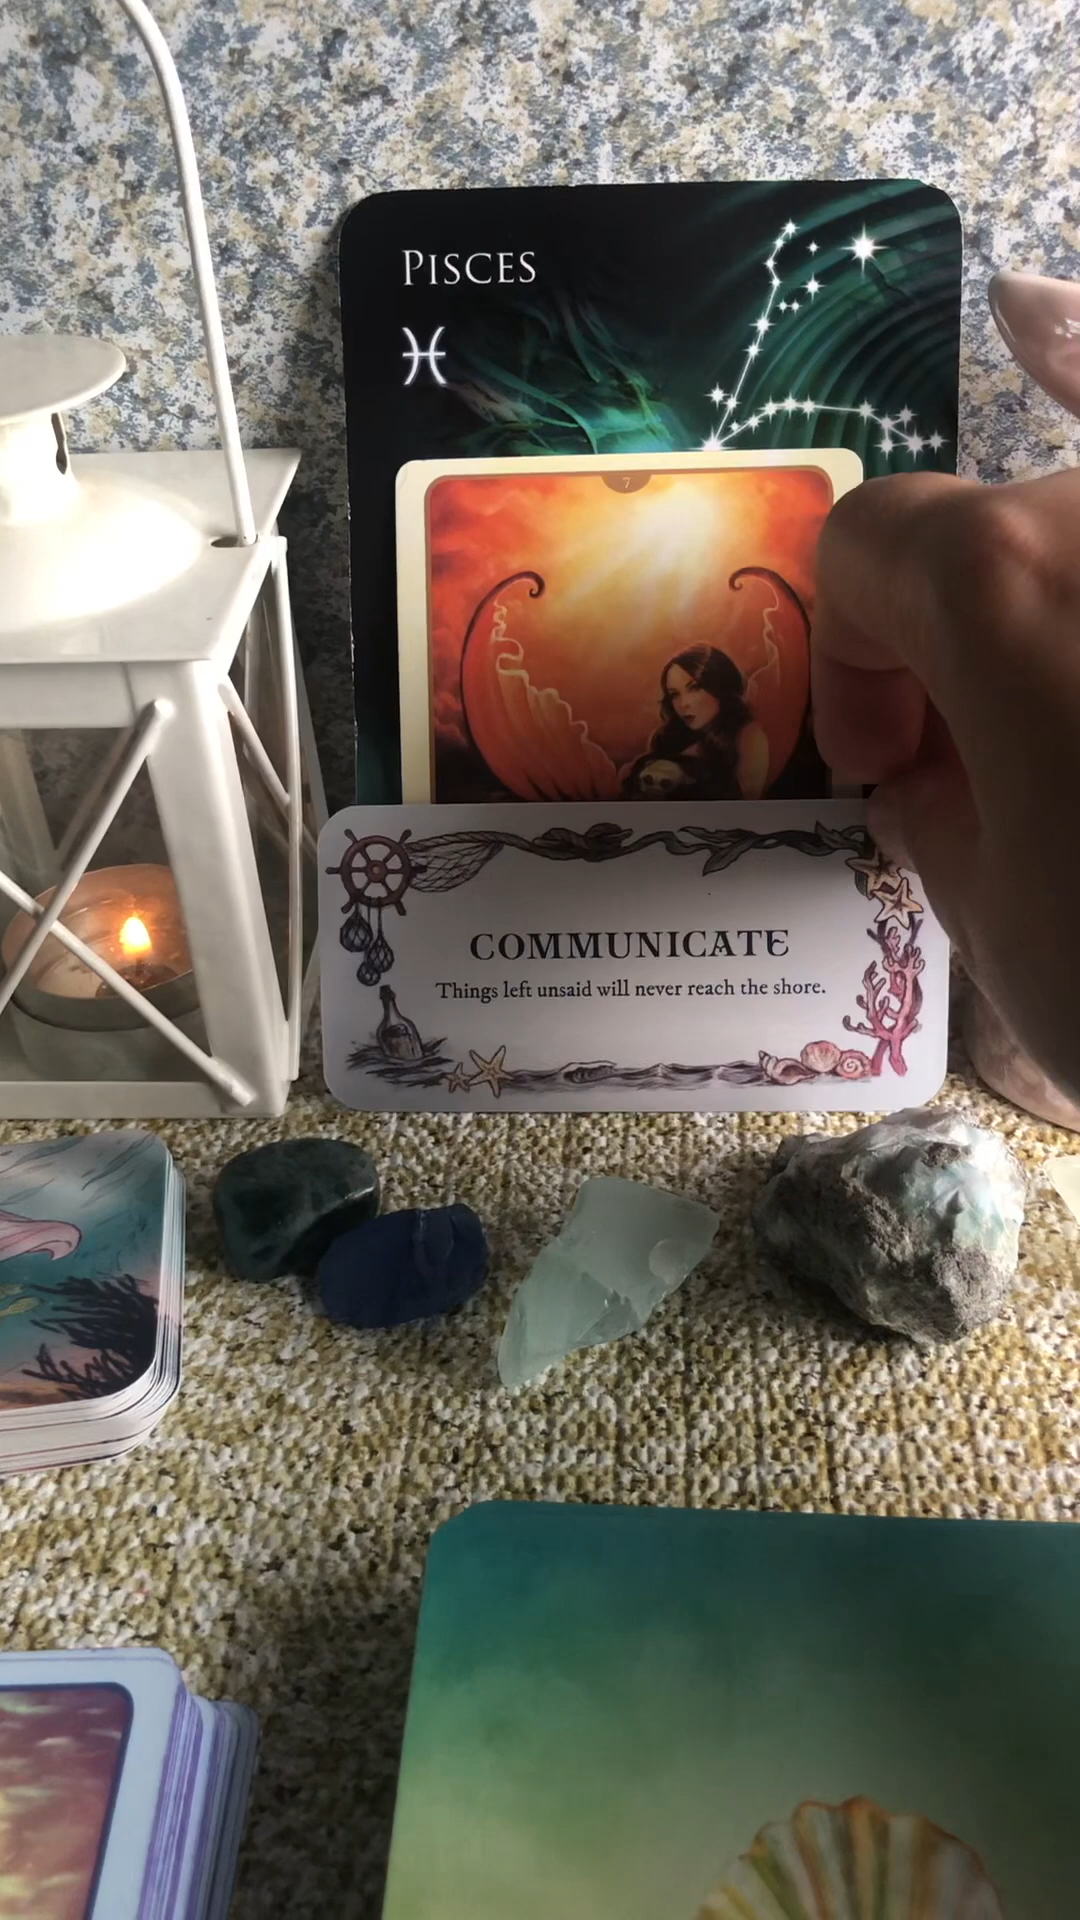 Pisces
♓
7
COMMUNICATE
Things left unsaid will never reach the shore.